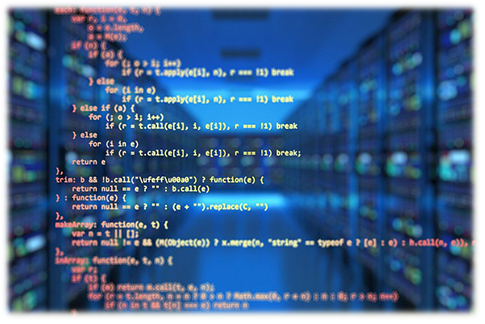 each: function(e, t, n) {
var r, i = 0,
o = e.length,
a = M(e);
if (n) {
if (a) {
for (; o > i; i++)
if (r = t.apply(e[i], n), r === !1) break
} else
for (i in e)
if (r = t.apply(e[i], n), r === !1) break
} else if (a) {
for (; o > i; i++)
if (r = t.call(e[i], i, e[i]), r === !1) break
} else
for (i in e)
if (r = t.call(e[i], i, e[i]), r === !1) break;
return e
},
trim: b && !b.call("\ufeff\u00a0") ? function(e) {
return null == e ? "" : b.call(e)
} : function(e) {
return null == e ? "" : (e + "").replace(C, "")
},
makeArray: function(e, t) {
var n = t || [];
return null != e && (M(Object(e)) ? x.merge(n, "string" == typeof e ? [e] : e) : h.call(n, e)), n
},
inArray: function(e, t, n) {
var r;
if (t) {
if (m) return m.call(t, e, n);
for (r = t.length, n = n ? 0 > n ? Math.max(0, r + n) : n : 0; r > n; n++)
if (n in t && t[n] === e) return n